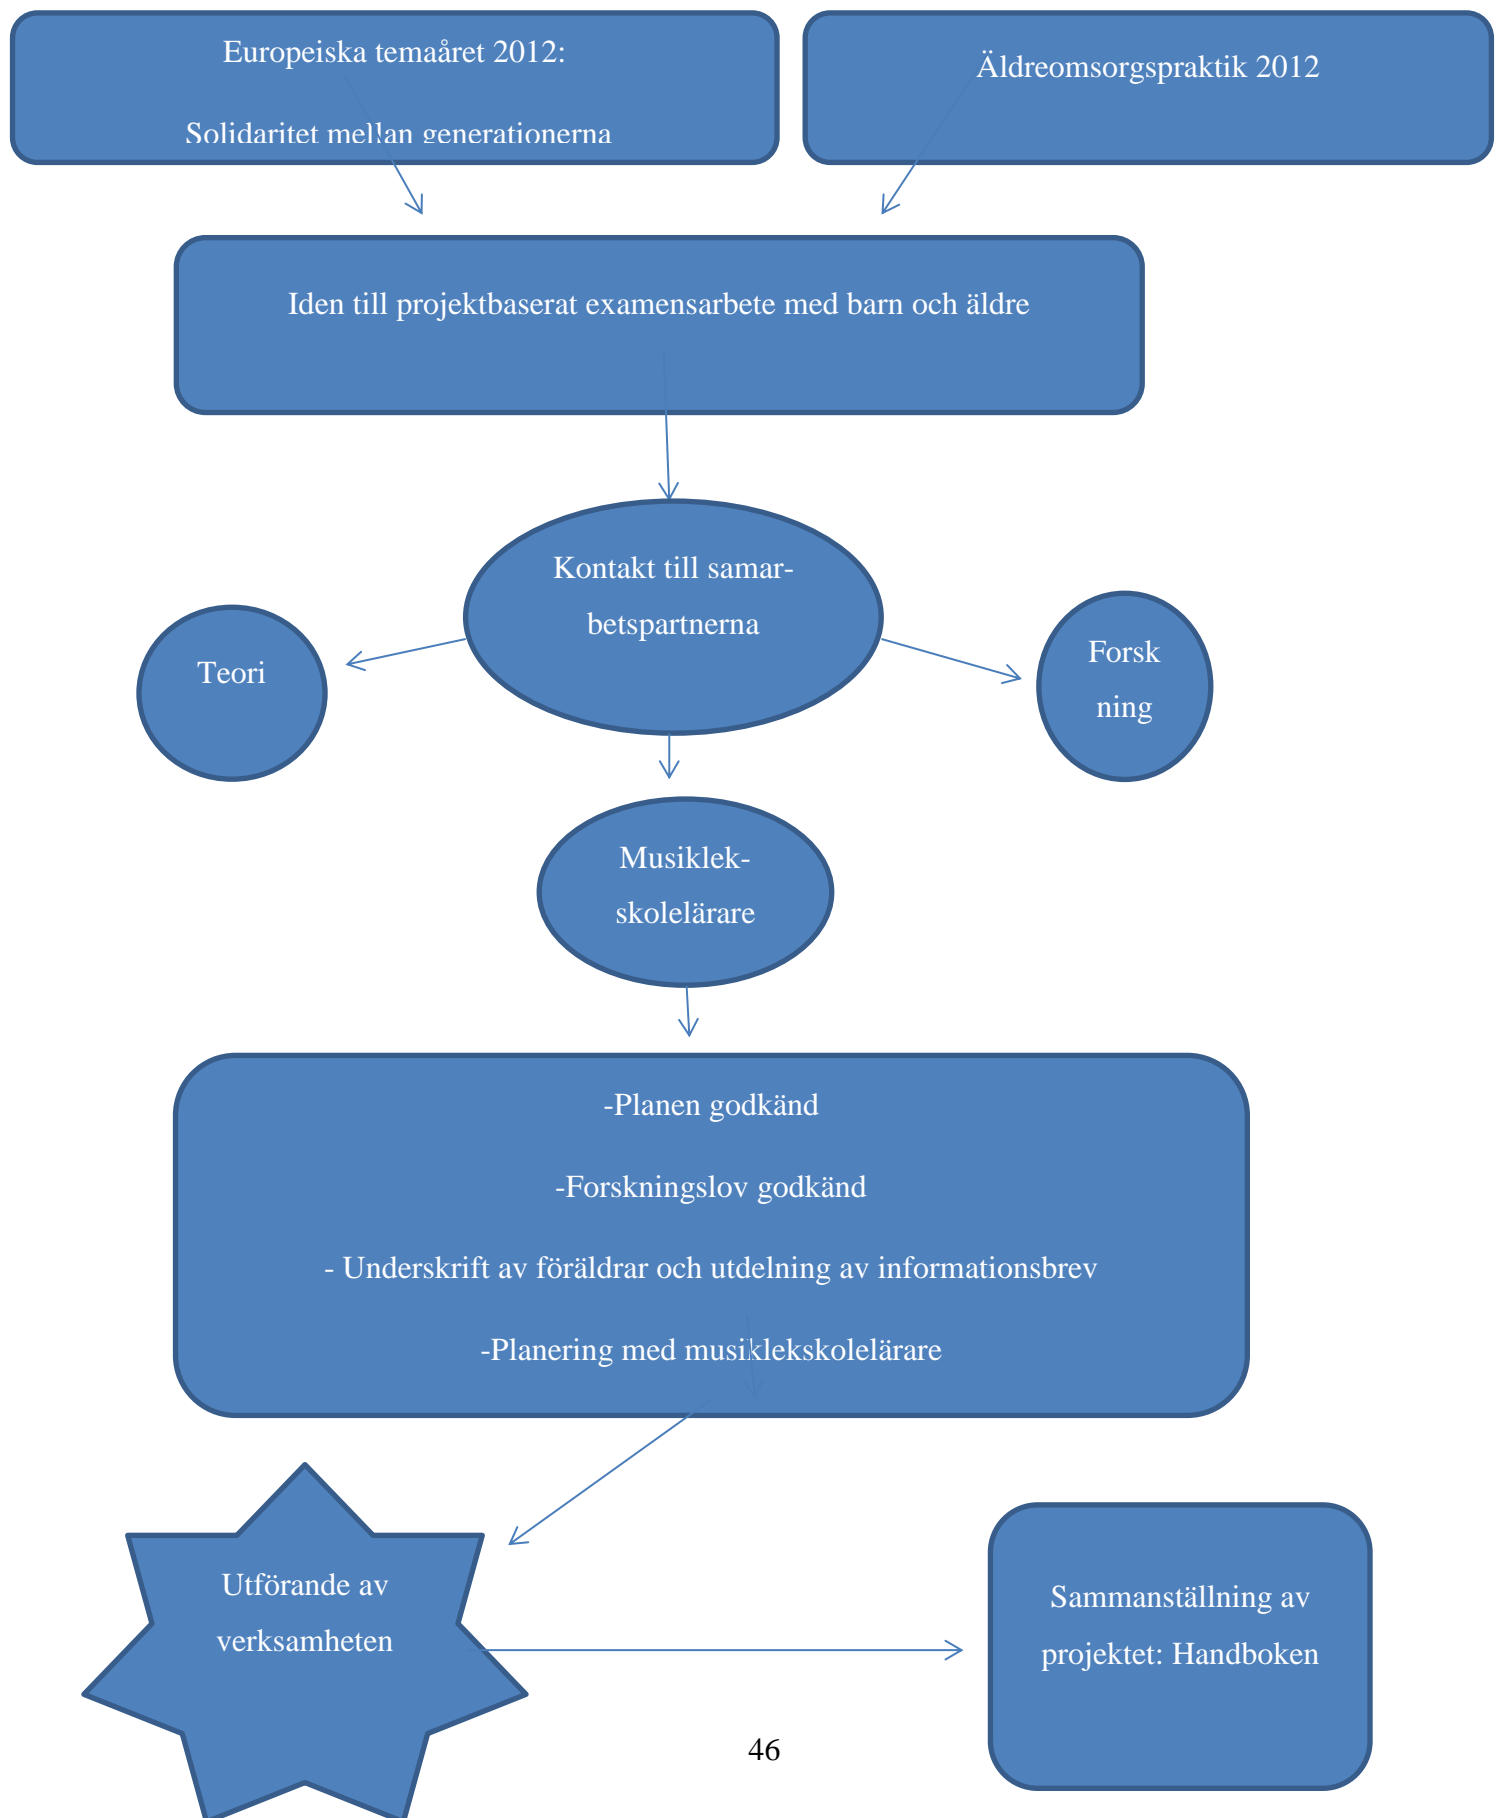 Europeiska temaåret 2012:
Solidaritet mellan generationerna
Äldreomsorgspraktik 2012
Iden till projektbaserat examensarbete med barn och äldre
Kontakt till samar-
betspartnerna
Teori
Forsk
ning
Musiklek-
skolelärare
-Planen godkänd
-Forskningslov godkänd
- Underskrift av föräldrar och utdelning av informationsbrev
-Planering med musiklekskolelärare
Utförande av
verksamheten
Sammanställning av
projektet: Handboken
46